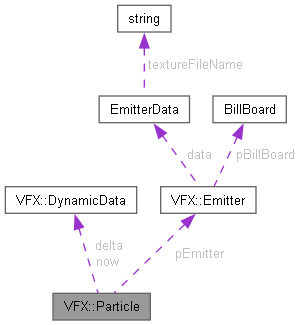 string
textureFileName
EmitterData
BillBoard
data
pBillBoard
VFX::DynamicData
VFX::Emitter
delta
now
pEmitter
VFX::Particle